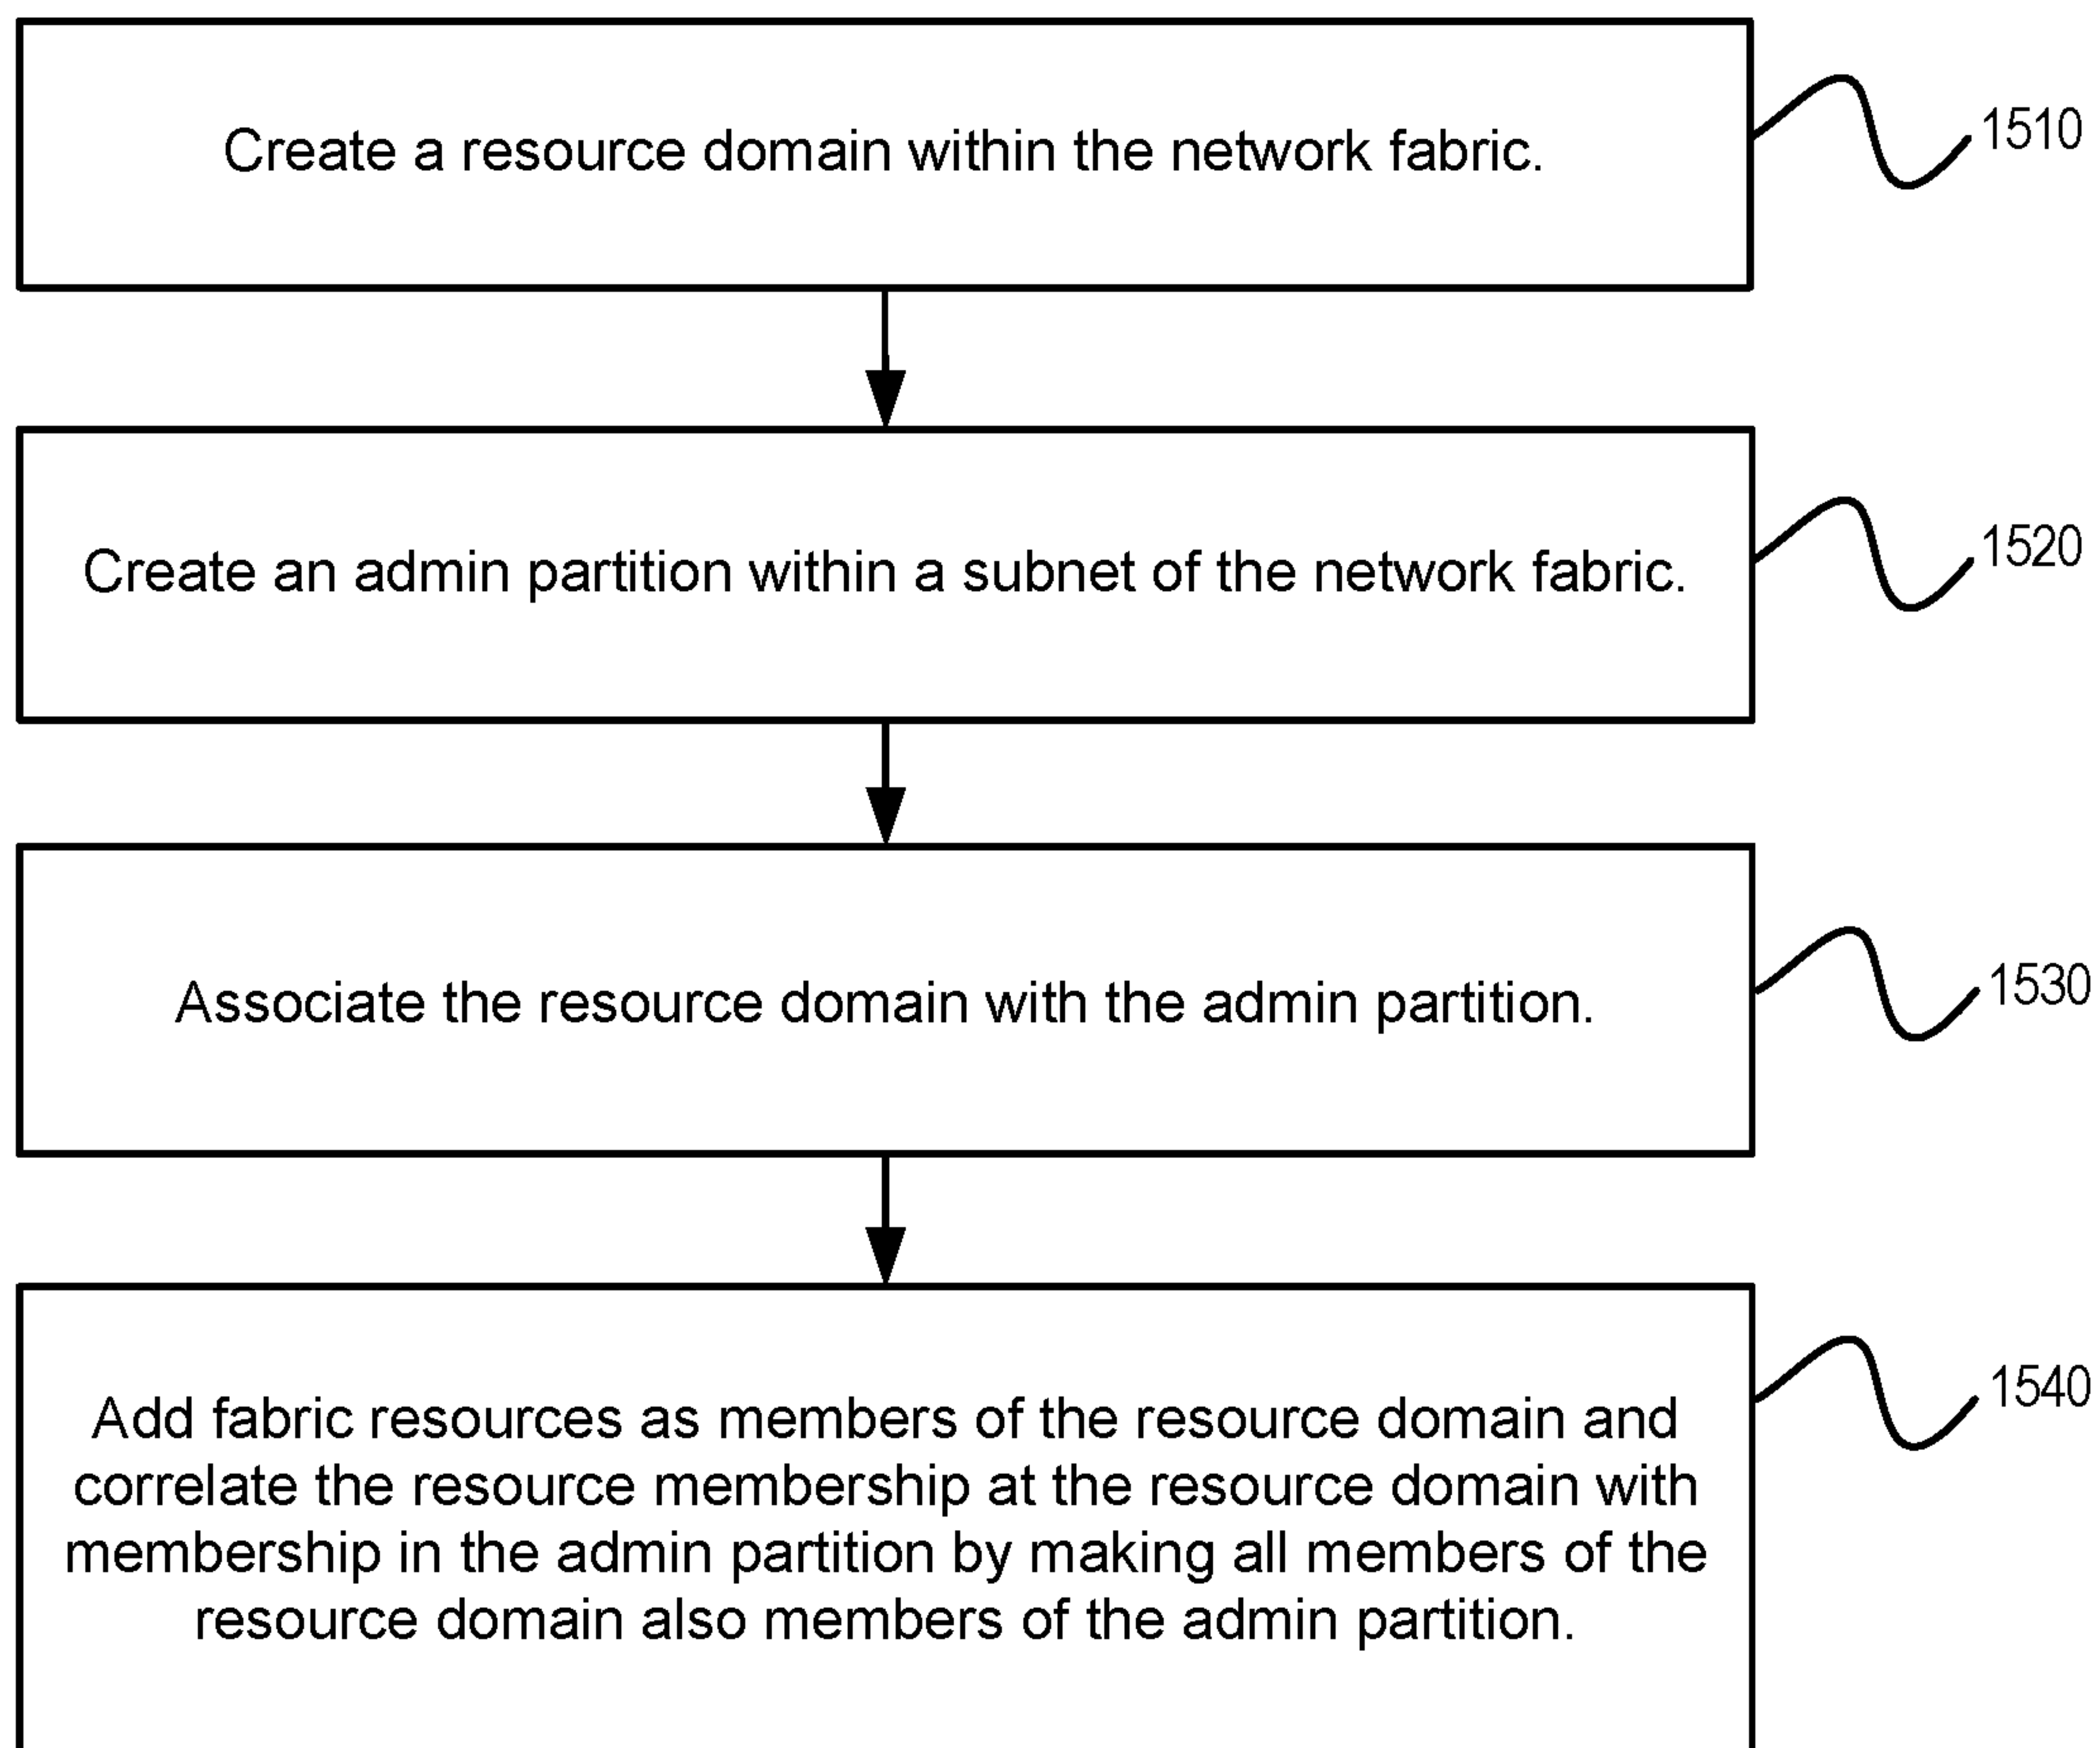 Create a resource domain within the network fabric.
1510
Create an admin partition within a subnet of the network fabric.
1520
Associate the resource domain with the admin partition.
1530
Add fabric resources as members of the resource domain and
correlate the resource membership at the resource domain with
membership in the admin partition by making all members of the
resource domain also members of the admin partition.
1540